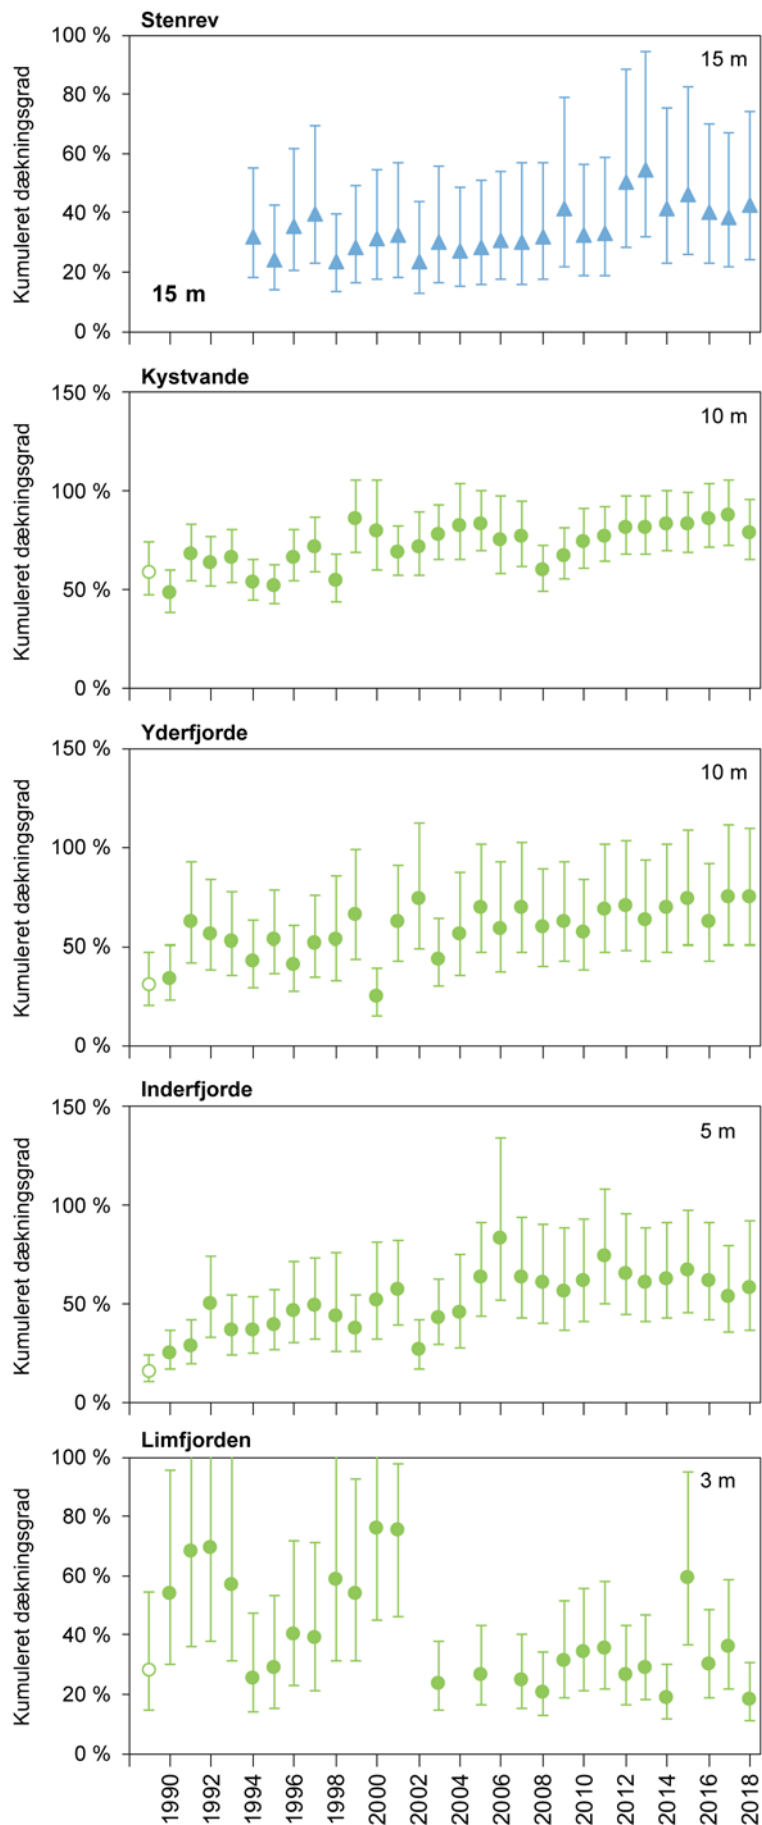 Stenrev
100 %
80 %
60 %
40 %
20 %
0 %
Kumuleret dækningsgrad
15 m
15 m
Kystvande
150 %
100 %
50 %
0 %
Kumuleret dækningsgrad
10 m
Yderfjorde
150 %
100 %
50 %
0 %
Kumuleret dækningsgrad
10 m
Inderfjorde
150 %
100 %
50 %
0 %
Kumuleret dækningsgrad
5 m
Limfjorden
100 %
80 %
60 %
40 %
20 %
0 %
Kumuleret dækningsgrad
3 m
1990
1992
1994
1996
1998
2000
2002
2004
2006
2008
2010
2012
2014
2016
2018